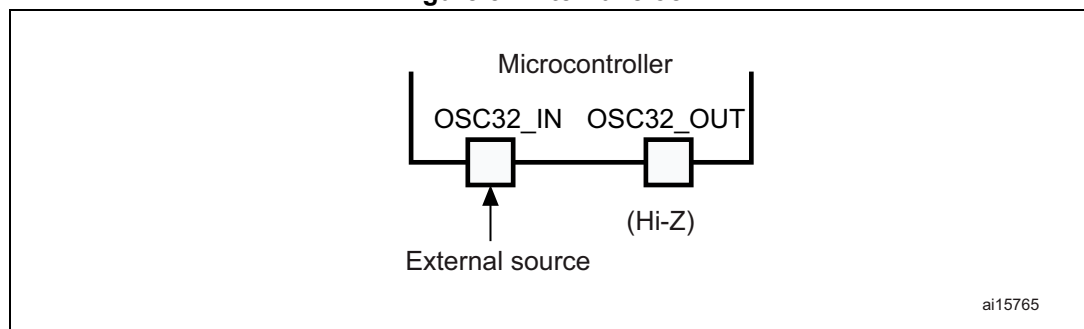 Microcontroller
OSC32_IN OSC32_OUT
(Hi-Z)
External source
ai15765